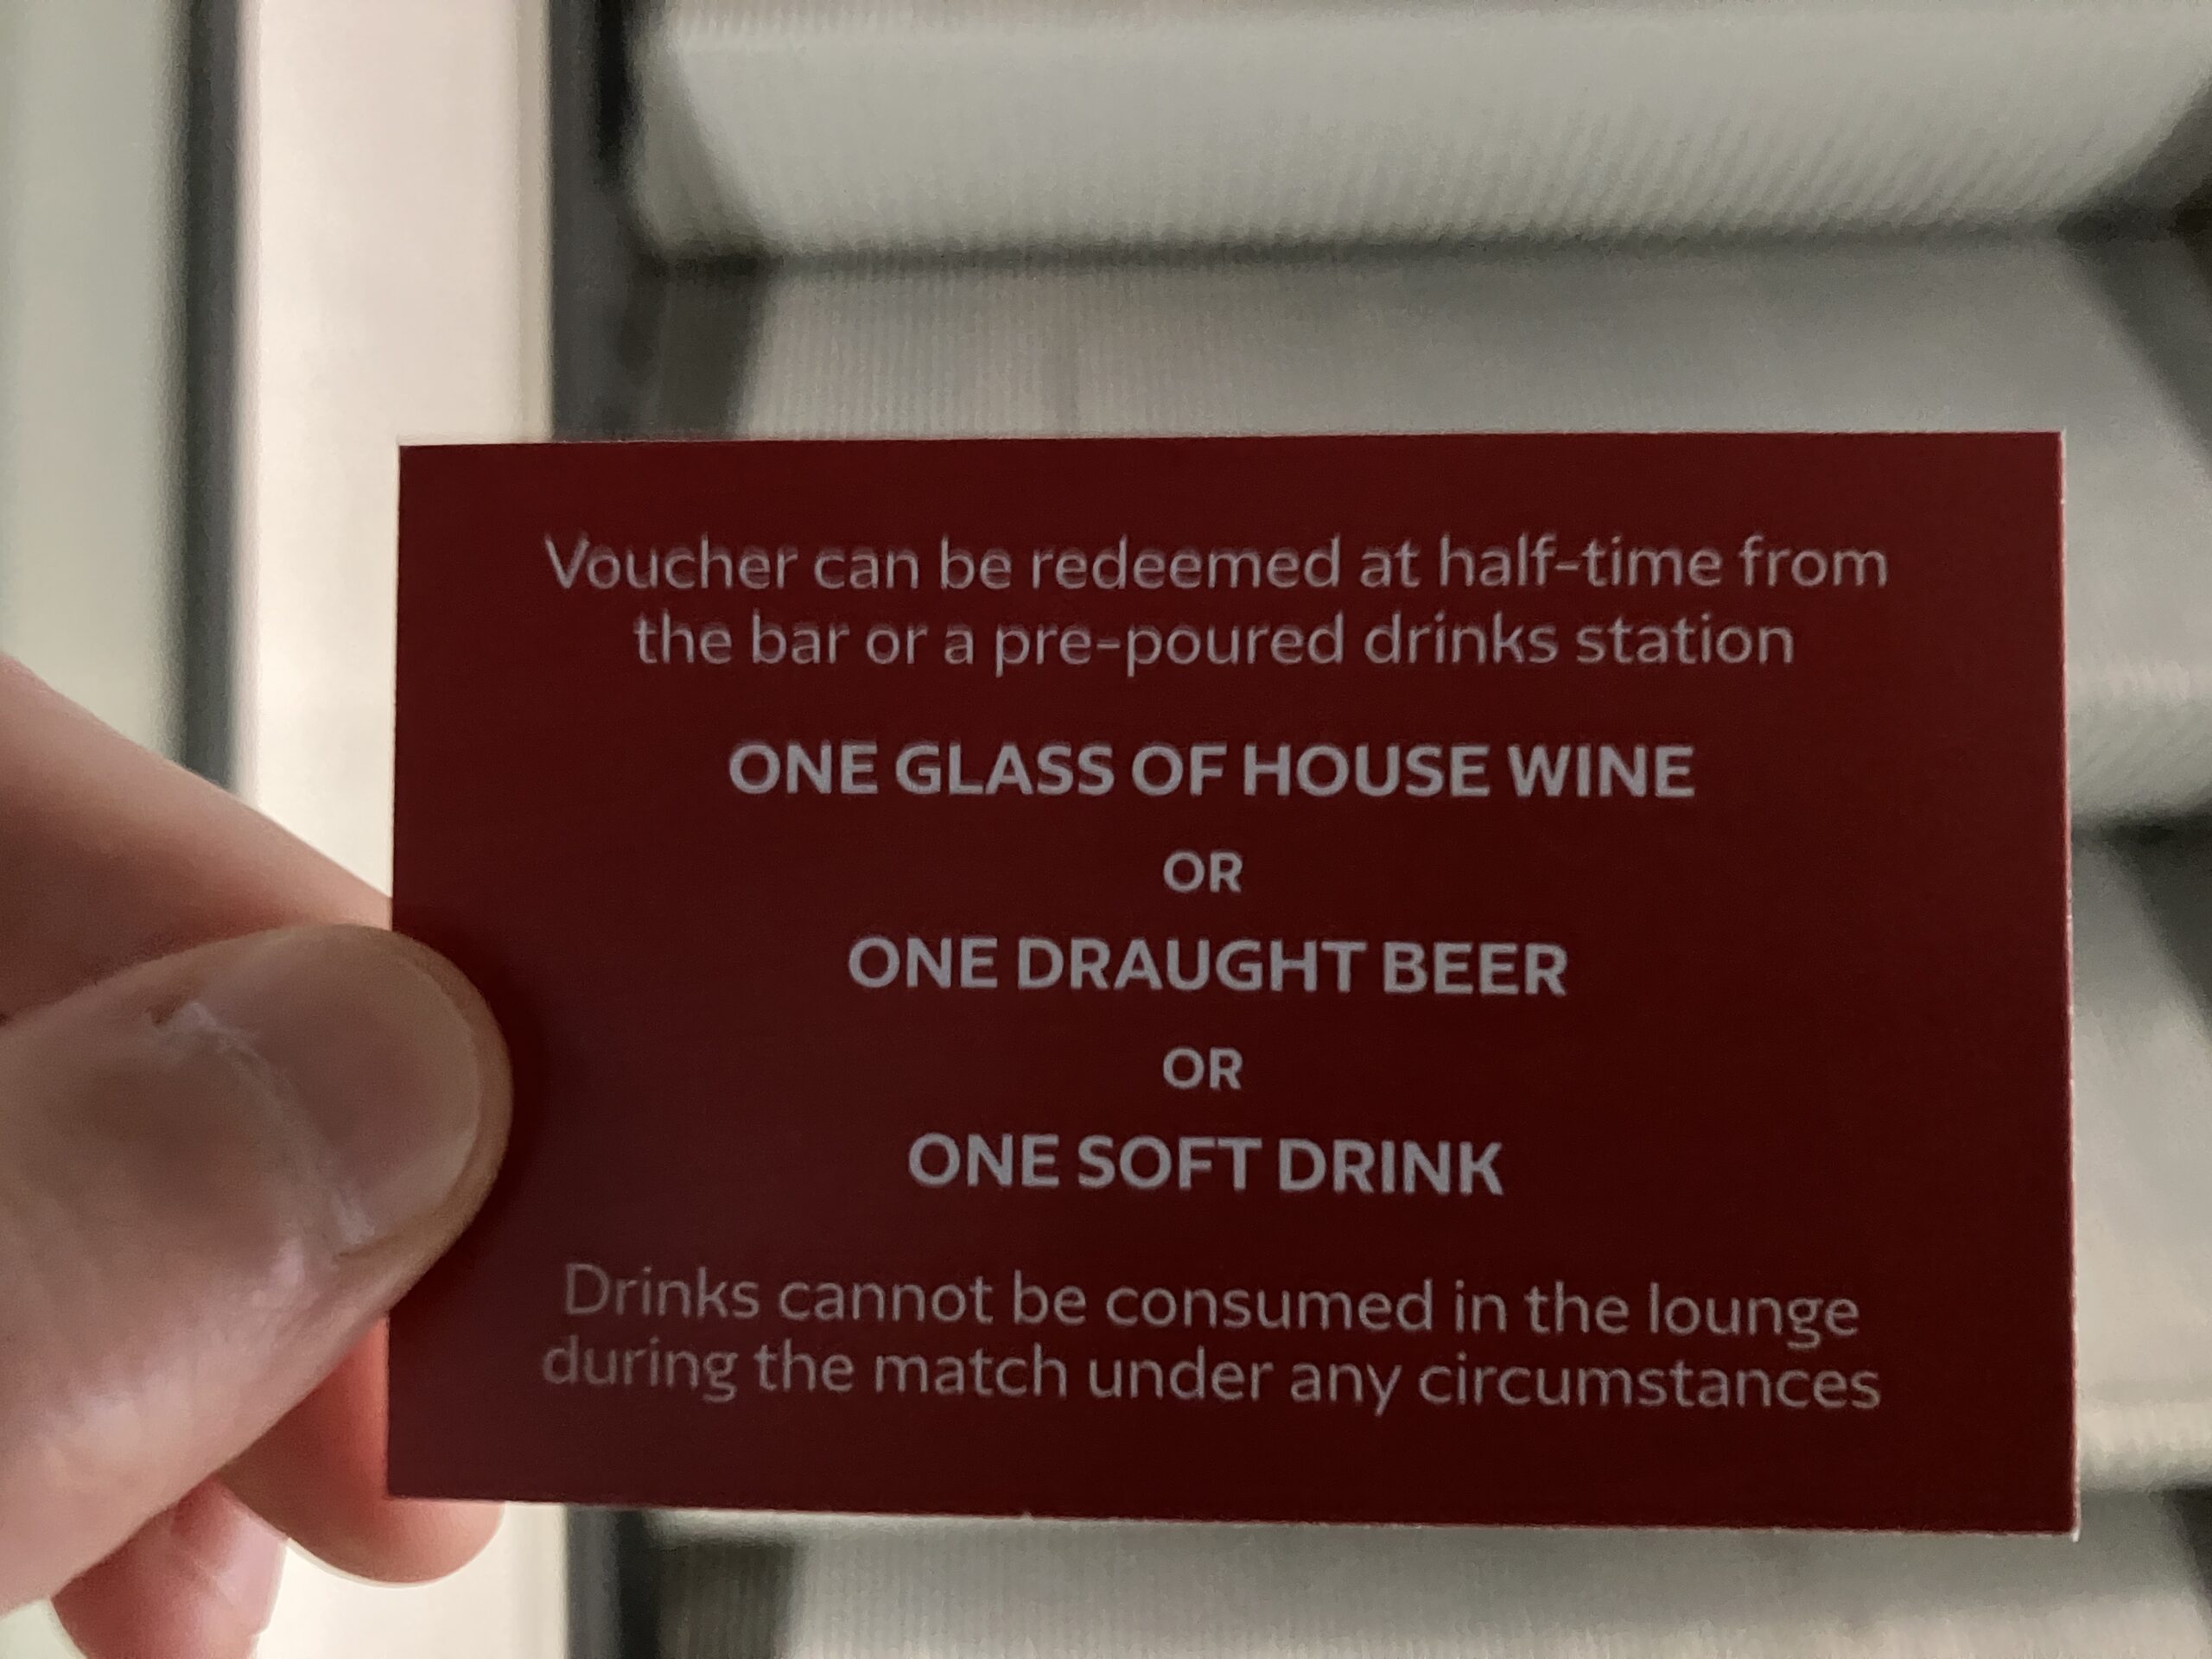 Voucher can be redeemed at half-time from
the bar or a pre-poured drinks station
ONE GLASS OF HOUSE WINE
OR
ONE DRAUGHT BEER
OR
ONE SOFT DRINK
Drinks cannot be consumed in the lounge
during the match under any circumstances